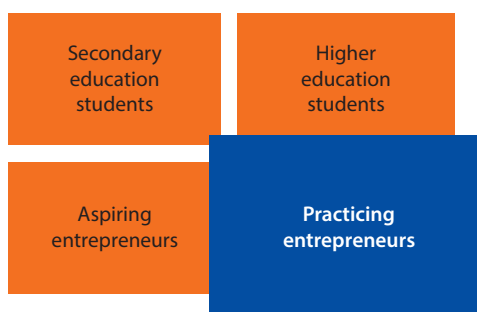 Secondary
education
students
Higher
education
students
Aspiring
entrepreneurs
Practicing
entrepreneurs